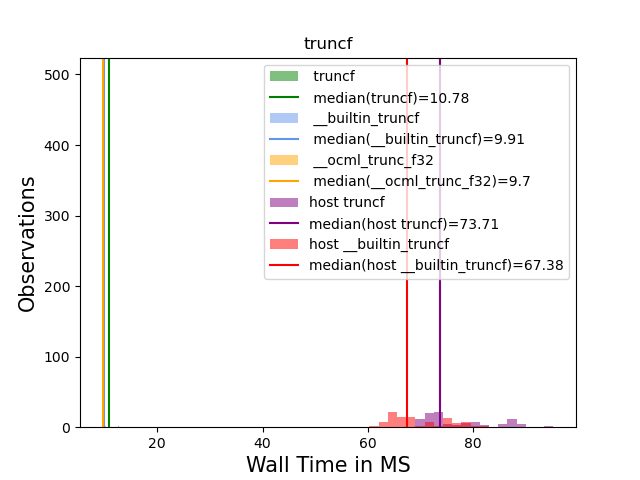 truncf
500
400
300
200
100
0
Observations
truncf
median(truncf)=10.78
__builtin_truncf
median(__builtin_truncf)=9.91
__ocml_trunc_f32
median(__ocml_trunc_f32)=9.7
host truncf
median(host truncf)=73.71
host __builtin_truncf
median(host __builtin_truncf)=67.38
20 40 60 80
Wall Time in MS